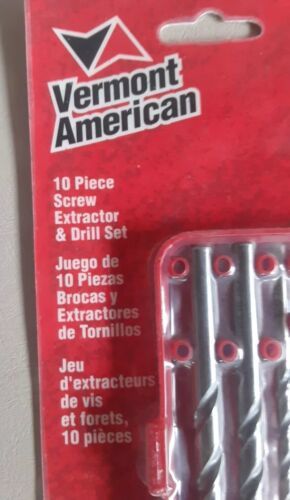 Vermont
American
10 Piece
Screw
Extractor
& Drill Set
Juego de
10 Piezas
Brocas y
Extractores
de Tornillos
Jeu
d'extracteurs
de vis
et forets,
10 pièces